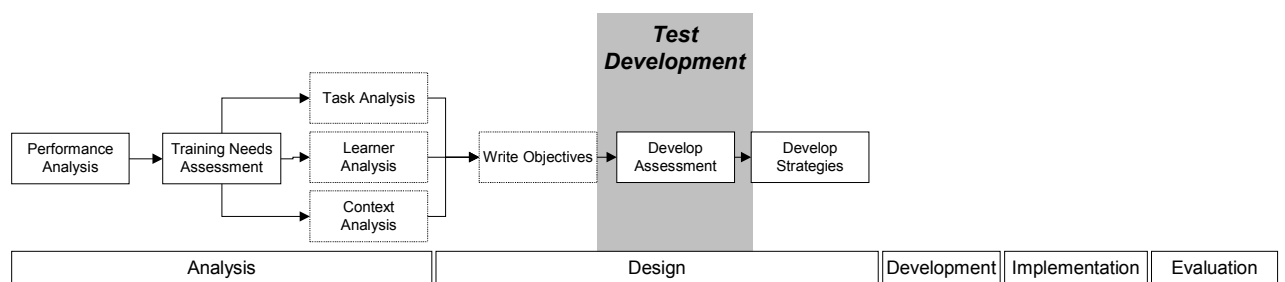 Test
Development
Task Analysis
Performance
Analysis
Training Needs
Assessment
Learner
Analysis
Write Objectives
Develop
Assessment
Develop
Strategies
Context
Analysis
Analysis
Design
Development
Implementation
Evaluation